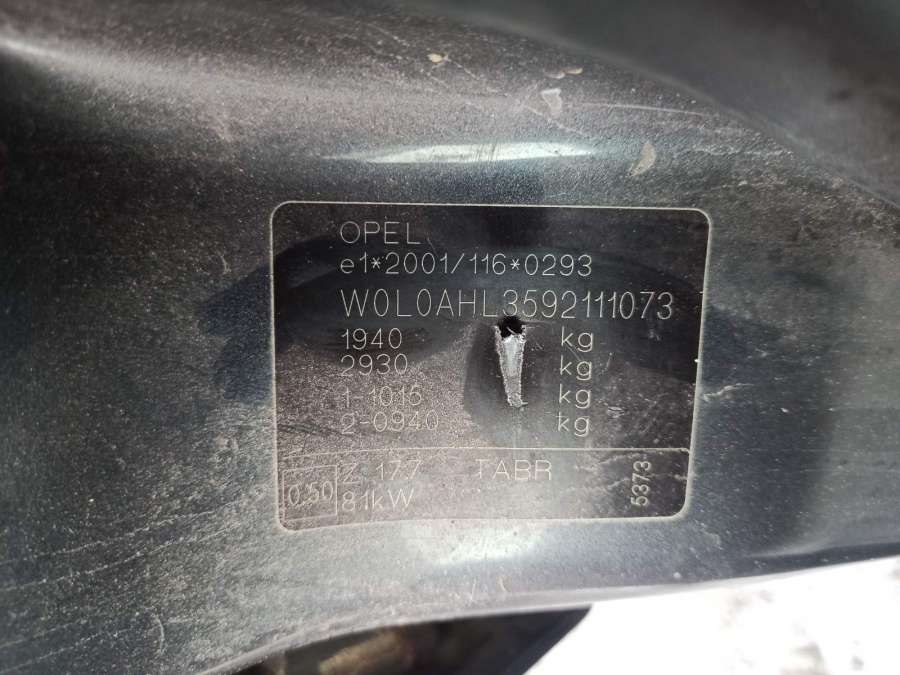 OPEL
e1*2001/116*0293
W0L0AHL3592111073
1940 kg
2930 kg
1-1016 kg
2-0940 kg
0.50 Z 177 TABR 5373
81kW